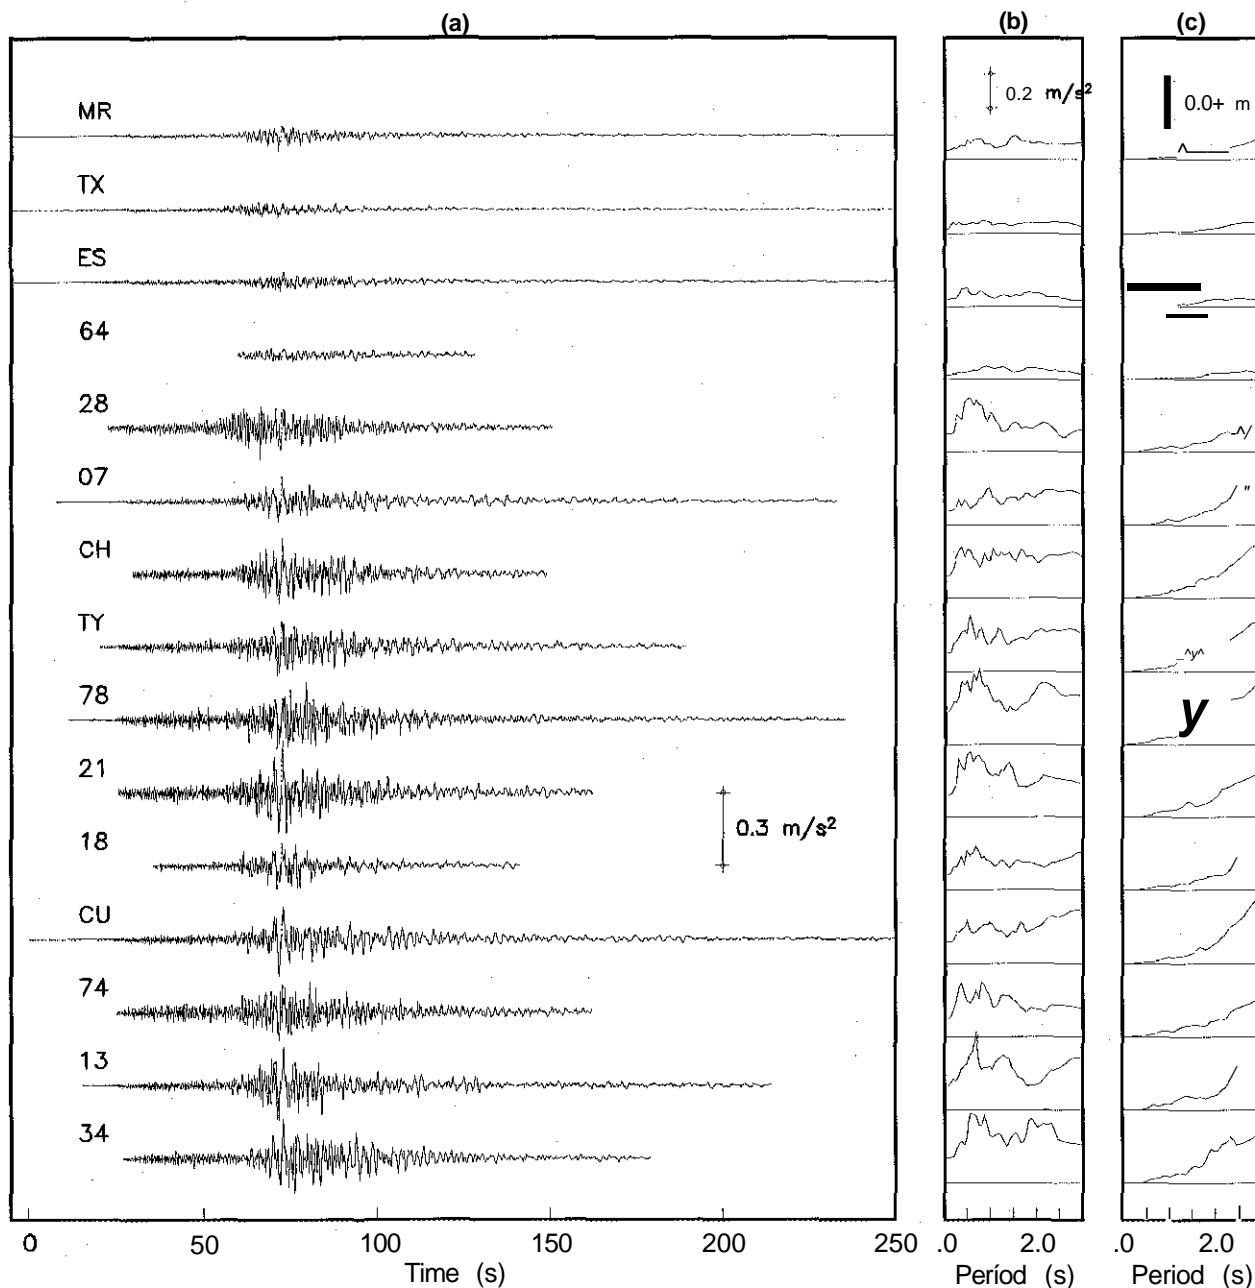 (a) (b) (c)
0.2 m/s²
0.0+ m
MR
TX
ES
64
28
07
CH
TY
78
y
21
0.3 m/s²
18
CU
74
13
34
0 50 100 150 200 250 .0 2.0 .0 2.0
Time (s) Period (s) Period (s)